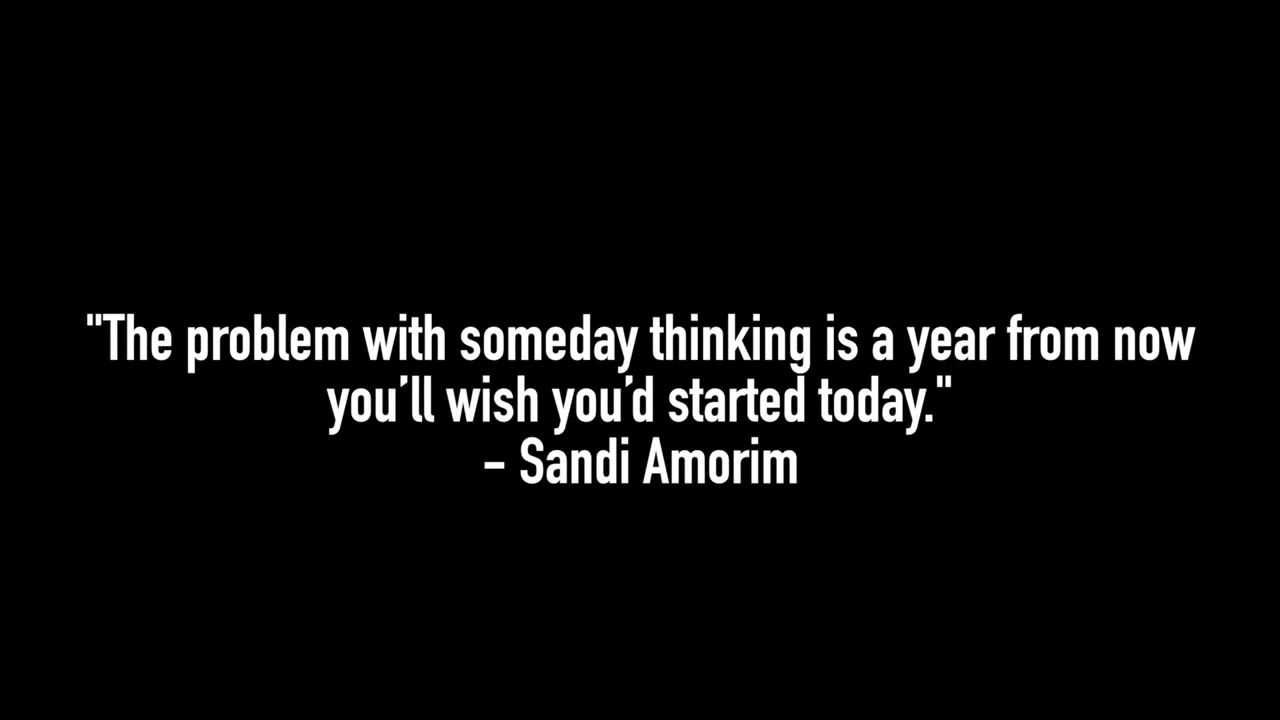 "The problem with someday thinking is a year from now
you’ll wish you’d started today."
– Sandi Amorim